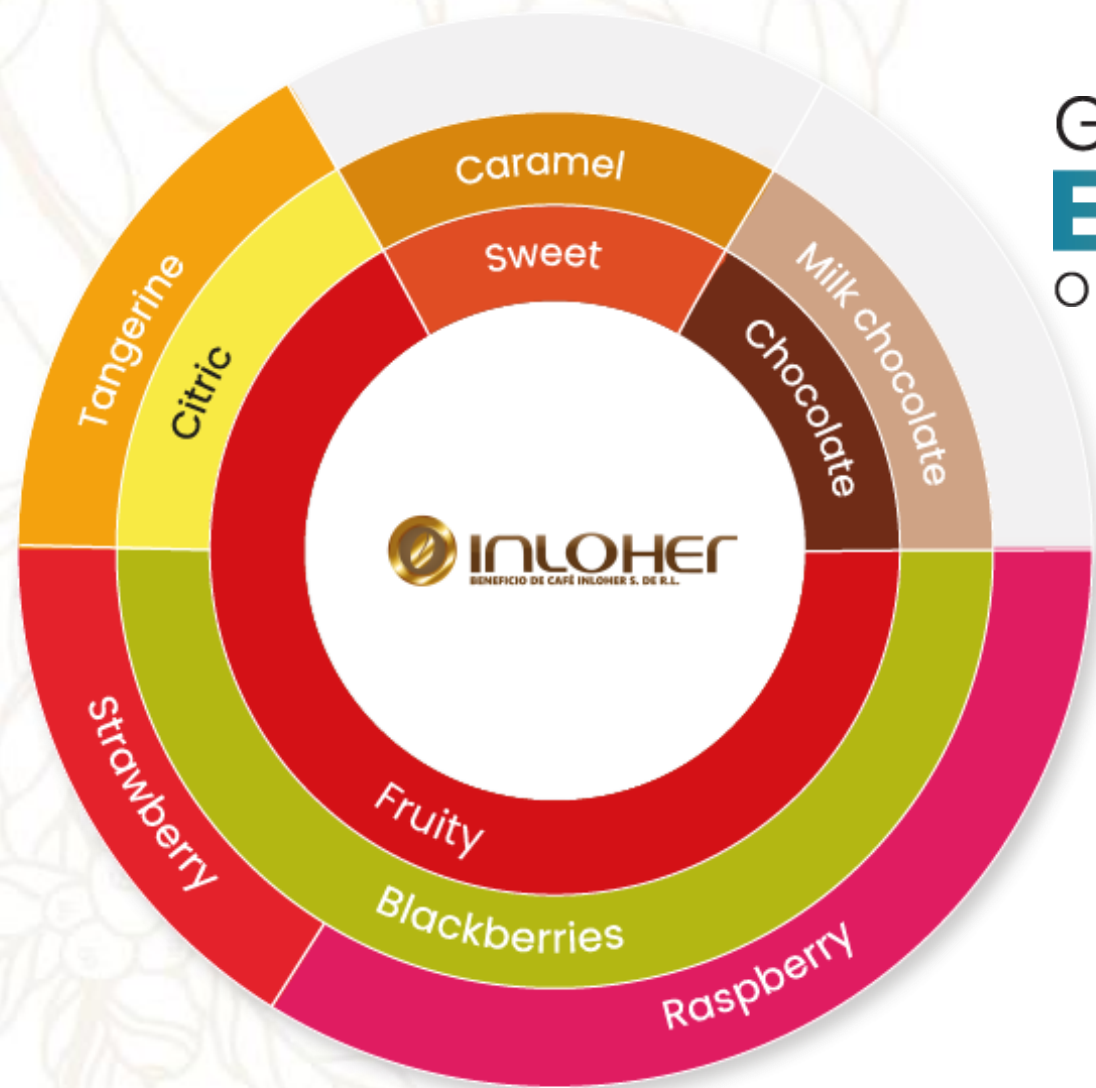 Caramel
Sweet
Milk chocolate
Chocolate
Tangerine
Citric
INLOHER
BENEFICIO DE CAFÉ INLOHER S. DE R.L.
Strawberry
Fruity
Blackberries
Raspberry